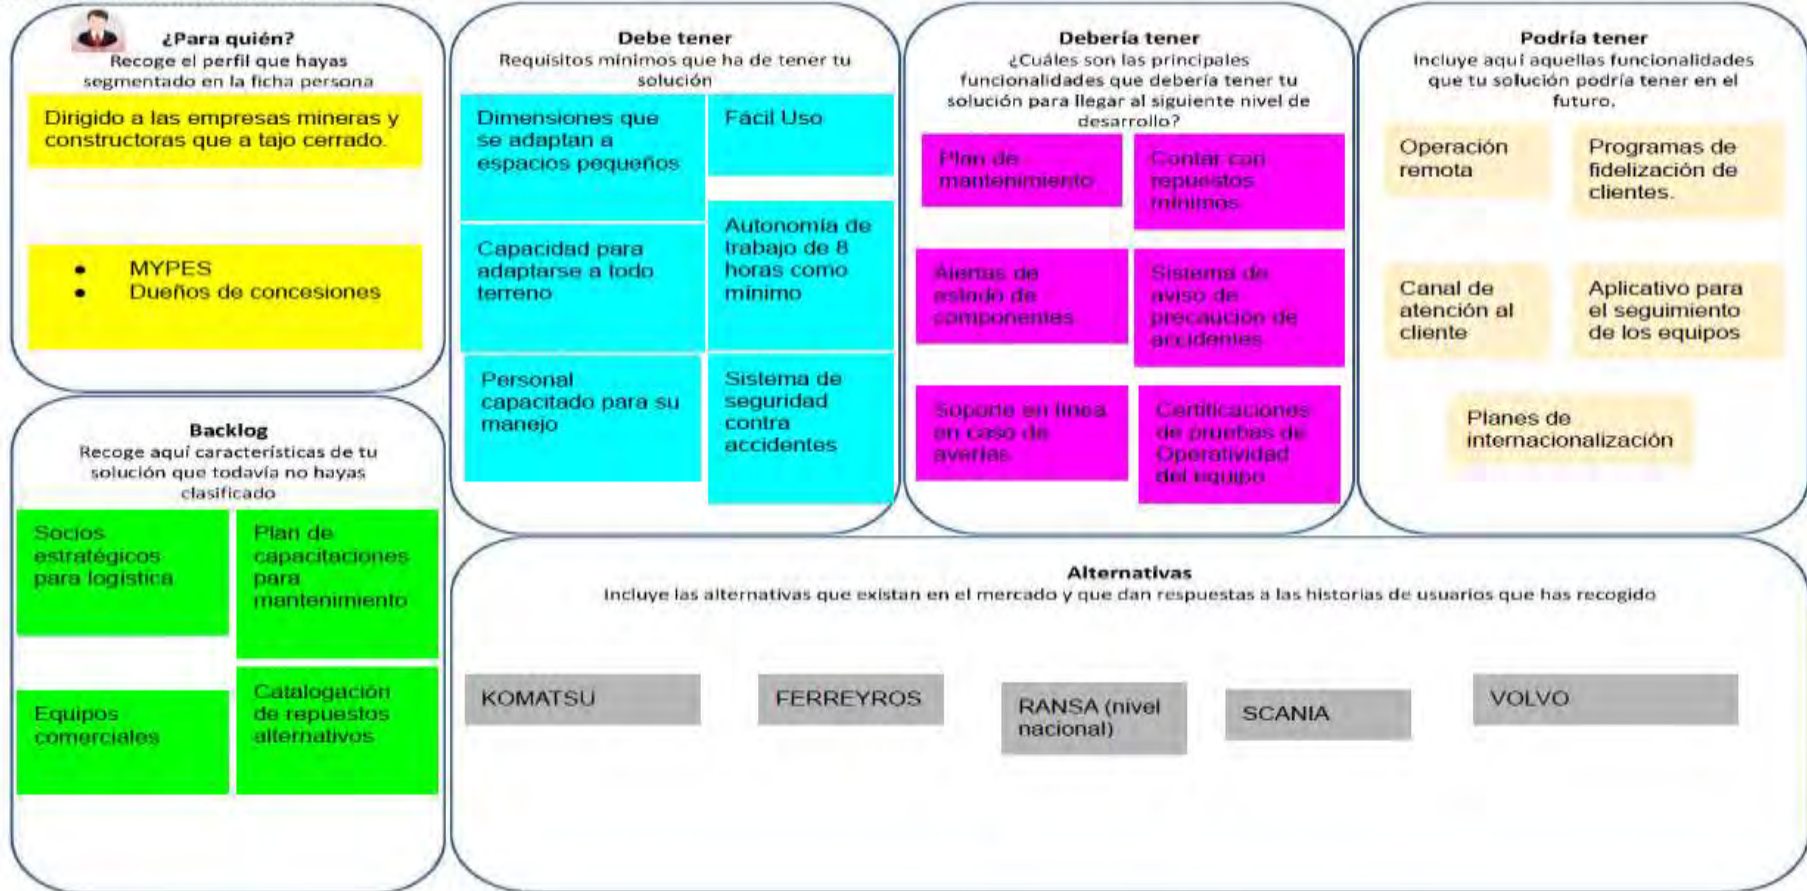 ¿Para quién?
Recoge el perfil que hayas
segmentado en la ficha persona
Dirigido a las empresas mineras y
constructoras que a tajo cerrado.
● MYPES
● Dueños de concesiones
Debe tener
Requisitos mínimos que ha de tener tu
solución
Dimensiones que
se adaptan a
espacios pequeños
Fácil Uso
Capacidad para
adaptarse a todo
terreno
Autonomía de
trabajo de 8
horas como
mínimo
Personal
capacitado para su
manejo
Sistema de
seguridad
contra
accidentes
Debería tener
¿Cuáles son las principales
funcionalidades que debería tener tu
solución para llegar al siguiente nivel de
desarrollo?
Plan de
mantenimiento
Contar con
repuestos
mínimos
Alertas de
estado de
componentes
Sistema de
aviso de
precaución de
accidentes
Soporte en línea
en caso de
averías
Certificaciones
de pruebas de
Operatividad
del equipo
Podría tener
Incluye aquí aquellas funcionalidades
que tu solución podría tener en el
futuro.
Operación
remota
Programas de
fidelización de
clientes.
Canal de
atención al
cliente
Aplicativo para
el seguimiento
de los equipos
Planes de
internacionalización
Backlog
Recoge aquí características de tu
solución que todavía no hayas
clasificado
Socios
estratégicos
para logística
Plan de
capacitaciones
para
mantenimiento
Equipos
comerciales
Catalogación
de repuestos
alternativos
Alternativas
Incluye las alternativas que existan en el mercado y que dan respuestas a las historias de usuarios que has recogido
KOMATSU
FERREYROS
RANSA (nivel
nacional)
SCANIA
VOLVO